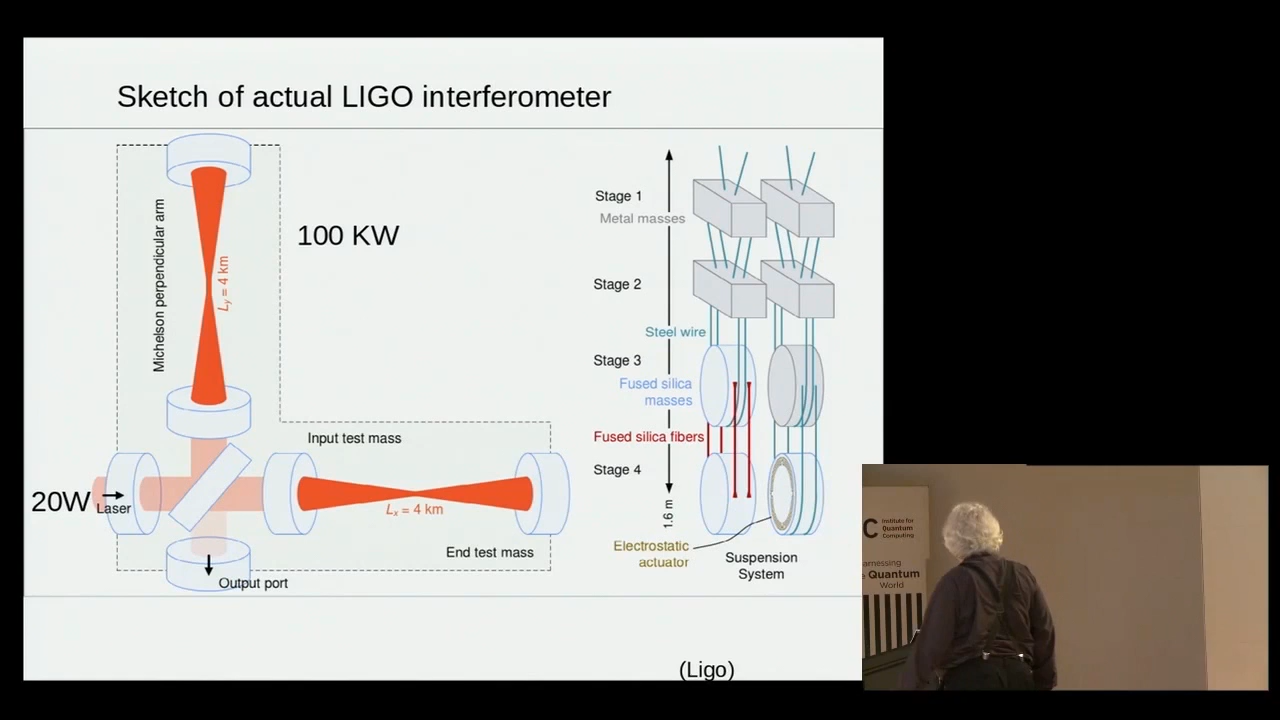 Sketch of actual LIGO interferometer
Michelson perpendicular arm
Ly = 4 km
100 KW
Input test mass
20W
Laser
Lx = 4 km
End test mass
Output port
Stage 1
Metal masses
Stage 2
Steel wire
Stage 3
Fused silica
masses
Fused silica fibers
Stage 4
1.6 m
Electrostatic
actuator
Suspension
System
(Ligo)
C
Institute for
Quantum
Computing
Quantum
World